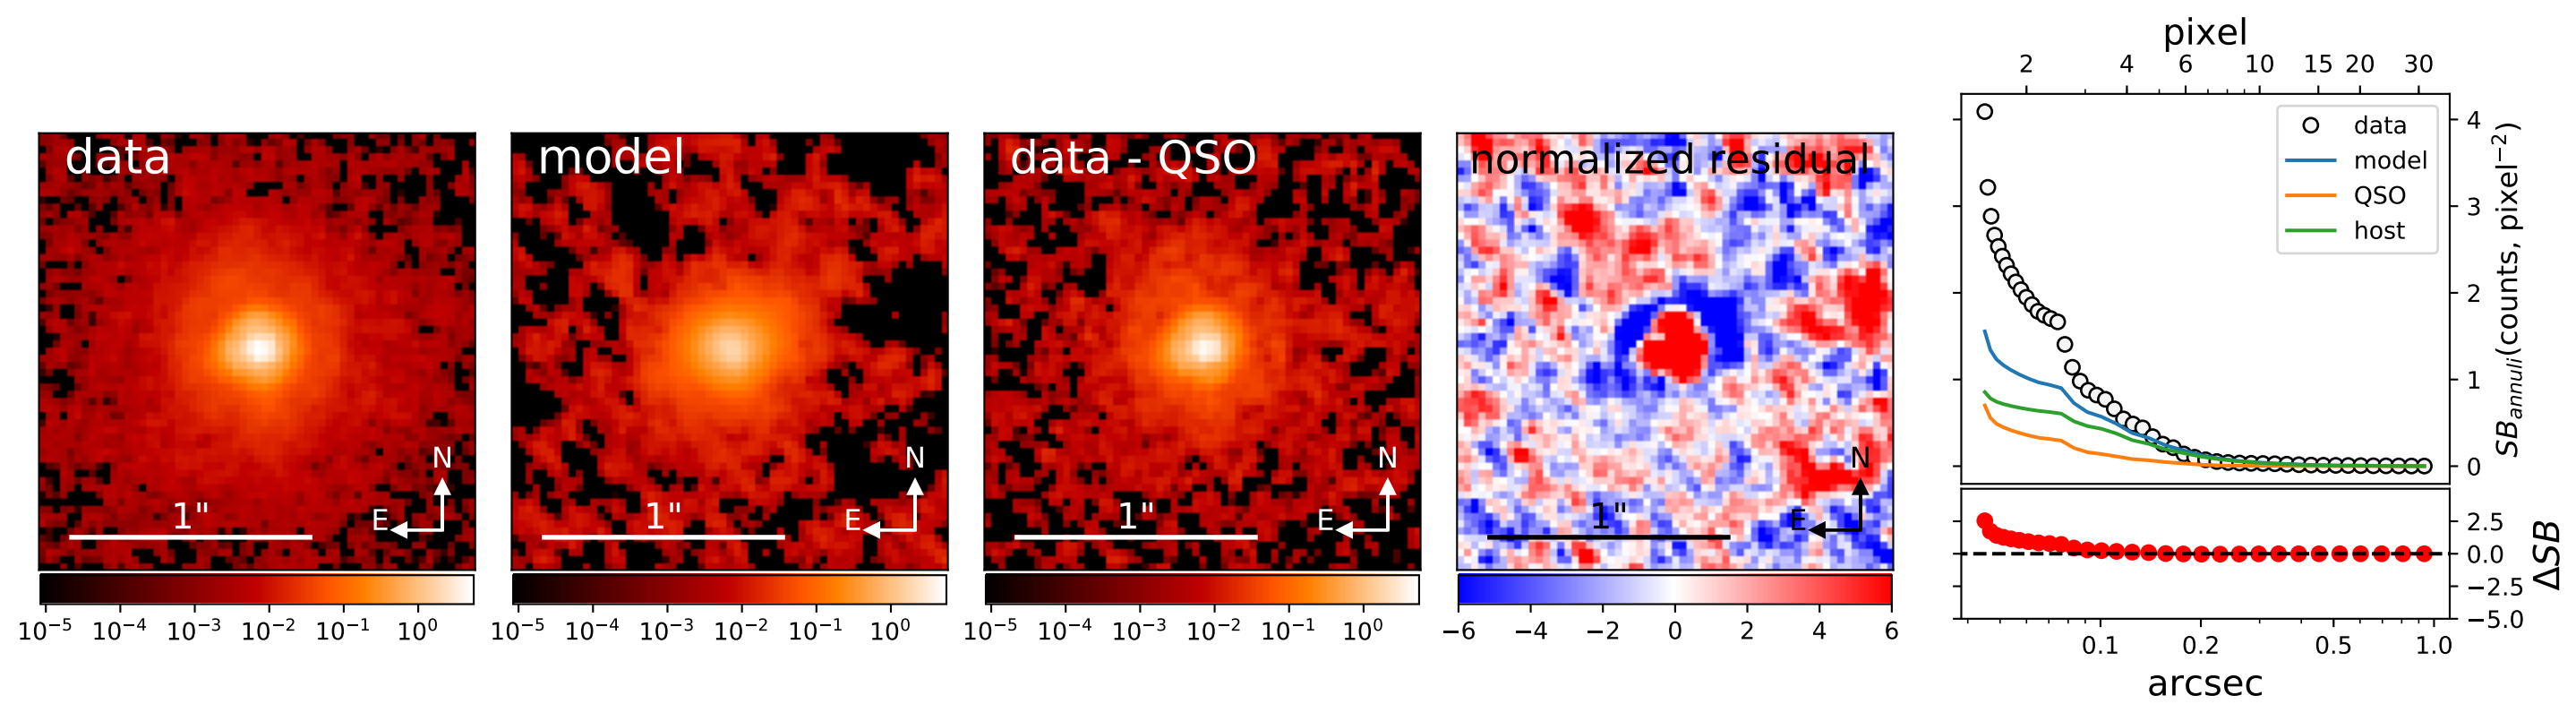 data
1"
N
E
10⁻⁵ 10⁻⁴ 10⁻³ 10⁻² 10⁻¹ 10⁰
model
1"
N
E
10⁻⁵ 10⁻⁴ 10⁻³ 10⁻² 10⁻¹ 10⁰
data - QSO
1"
N
E
10⁻⁵ 10⁻⁴ 10⁻³ 10⁻² 10⁻¹ 10⁰
normalized residual
1"
N
E
−6 −4 −2 0 2 4 6
pixel
2 4 6 10 15 20 30
data
model
QSO
host
4
3
2
1
0
SB_annuli(counts, pixel⁻²)
2.5
0.0
−2.5
−5.0
ΔSB
0.1 0.2 0.5 1.0
arcsec